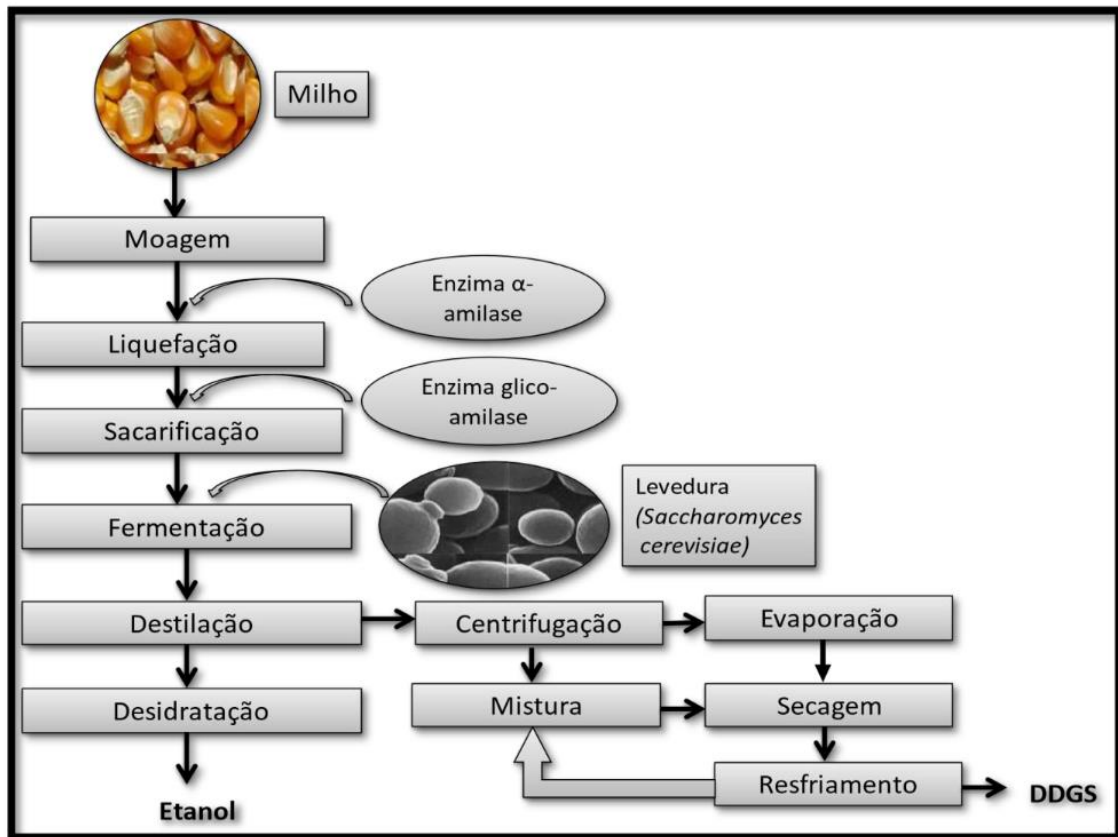 Milho
Moagem
Enzima α-
amilase
Liquefação
Enzima glico-
amilase
Sacarificação
Levedura
(Saccharomyces
cerevisiae)
Fermentação
Destilação
Centrifugação
Evaporação
Desidratação
Mistura
Secagem
Resfriamento
DDGS
Etanol